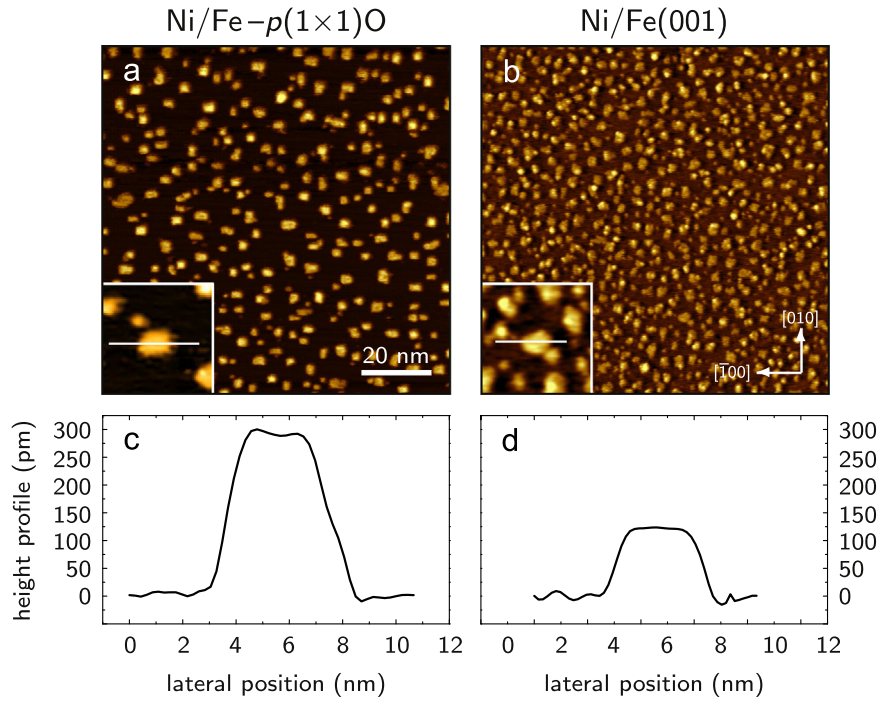 Ni/Fe–p(1×1)O
Ni/Fe(001)
a
20 nm
b
[010]
[1̅00]
c
height profile (pm)
300
250
200
150
100
50
0
0 2 4 6 8 10 12
lateral position (nm)
d
300
250
200
150
100
50
0
0 2 4 6 8 10 12
lateral position (nm)